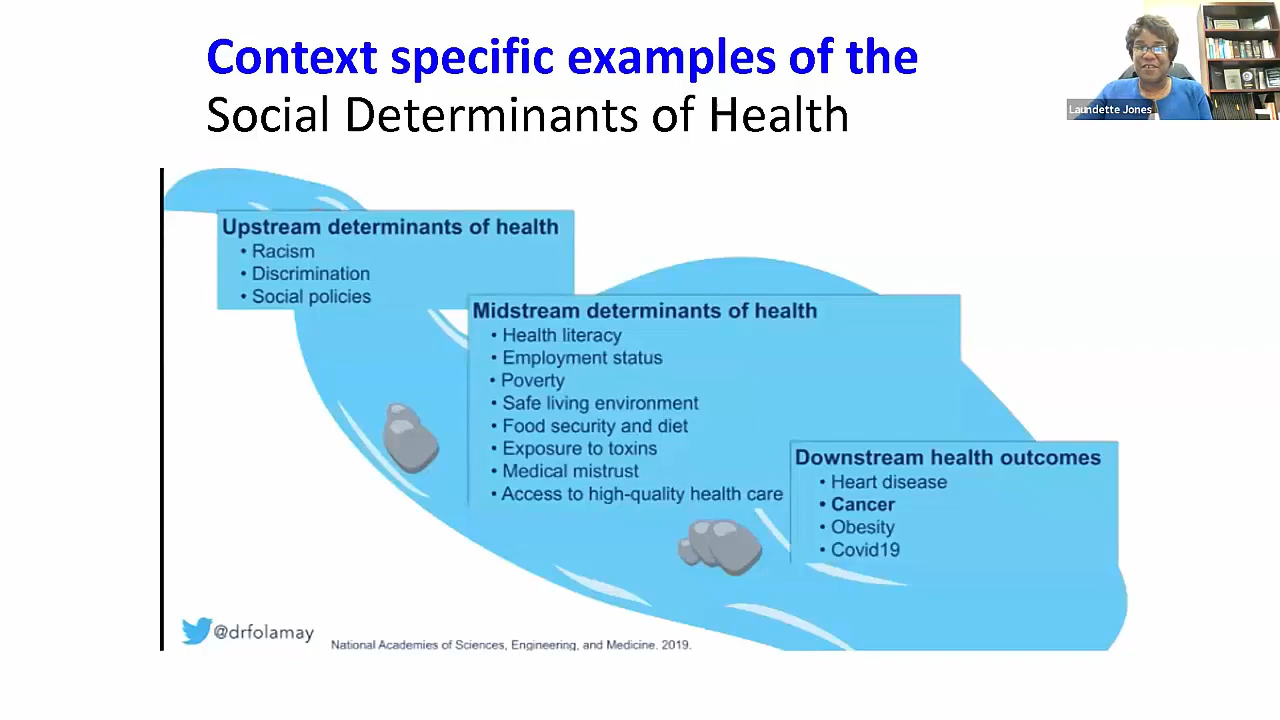 Context specific examples of the
Social Determinants of Health
Laundette Jones
Upstream determinants of health
• Racism
• Discrimination
• Social policies
Midstream determinants of health
• Health literacy
• Employment status
• Poverty
• Safe living environment
• Food security and diet
• Exposure to toxins
• Medical mistrust
• Access to high-quality health care
Downstream health outcomes
• Heart disease
• Cancer
• Obesity
• Covid19
@drfolamay
National Academies of Sciences, Engineering, and Medicine. 2019.